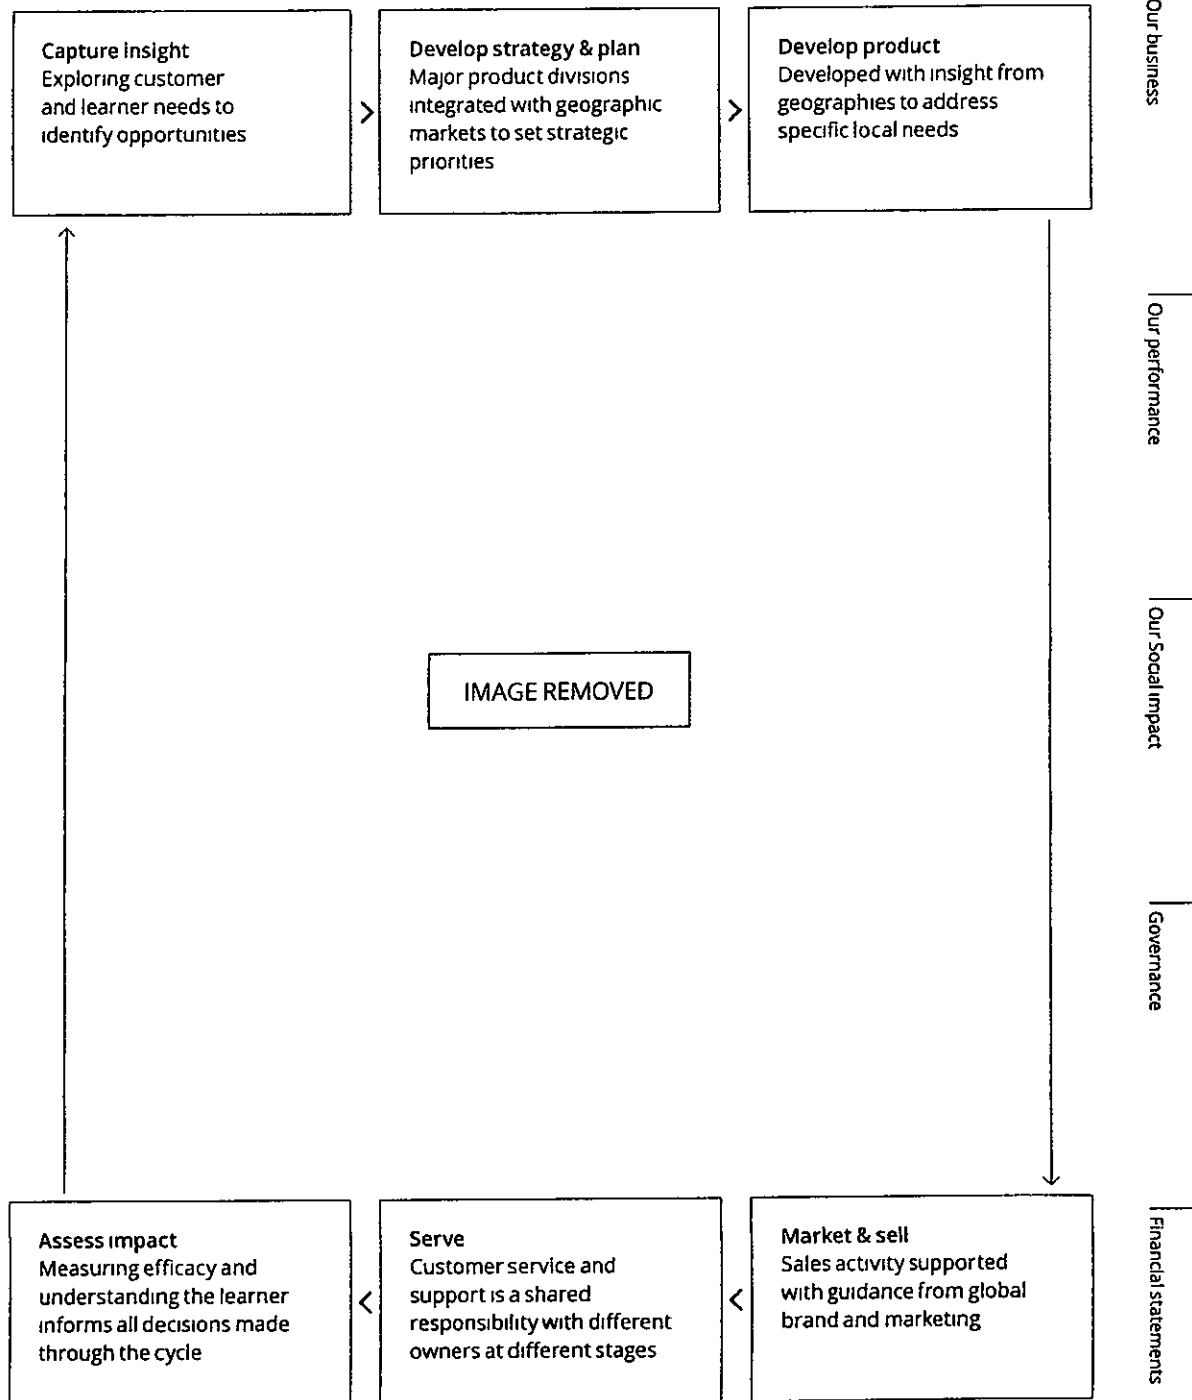 Capture insight
Exploring customer
and learner needs to
identify opportunities
>
Develop strategy & plan
Major product divisions
integrated with geographic
markets to set strategic
priorities
>
Develop product
Developed with insight from
geographies to address
specific local needs
IMAGE REMOVED
Market & sell
Sales activity supported
with guidance from global
brand and marketing
<
Serve
Customer service and
support is a shared
responsibility with different
owners at different stages
<
Assess impact
Measuring efficacy and
understanding the learner
informs all decisions made
through the cycle
Our business
Our performance
Our Social impact
Governance
Financial statements